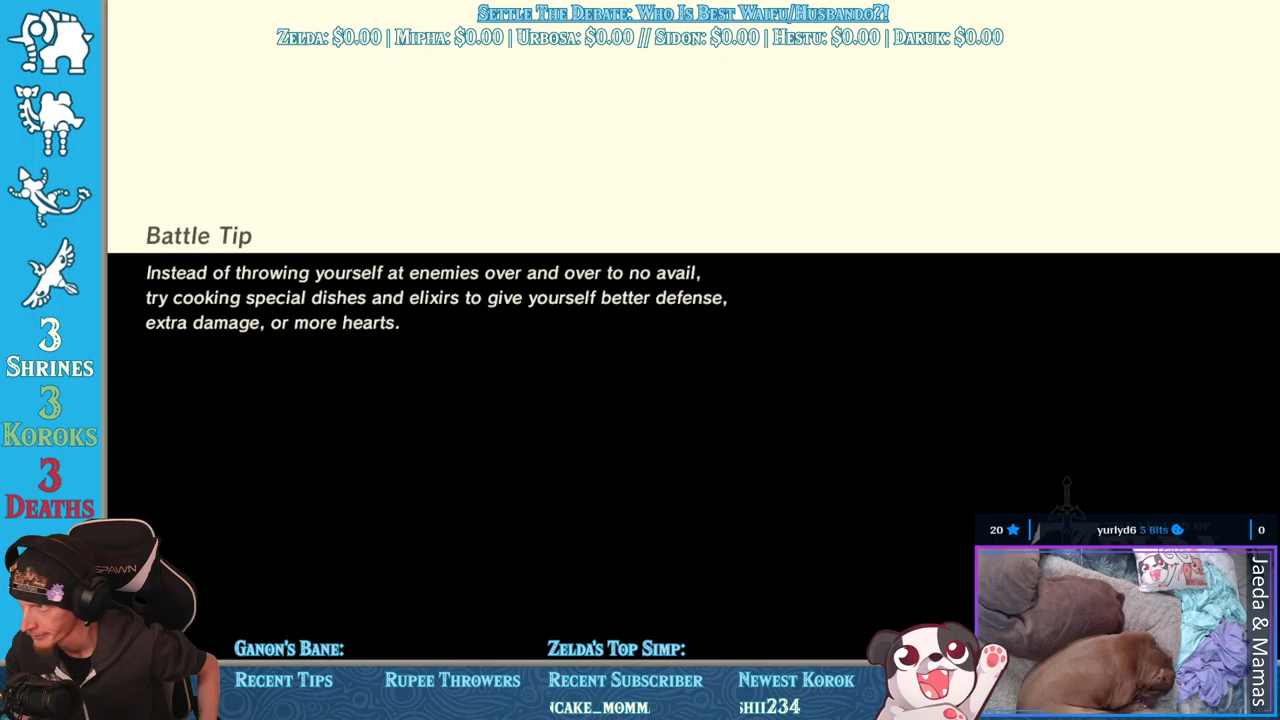 Settle The Debate: Who Is Best Waifu/Husbando?!
Zelda: $0.00 | Mipha: $0.00 | Urbosa: $0.00 // Sidon: $0.00 | Hestu: $0.00 | Daruk: $0.00
Battle Tip
Instead of throwing yourself at enemies over and over to no avail,
try cooking special dishes and elixirs to give yourself better defense,
extra damage, or more hearts.
3
Shrines
3
Koroks
3
Deaths
SPAWN
20
yurlyd6 5 Bits
0
Jaeda & Mamas
Ganon's Bane:
Zelda's Top Simp:
Recent Tips
Rupee Throwers
Recent Subscriber
Newest Korok
ncake_momm
shii234